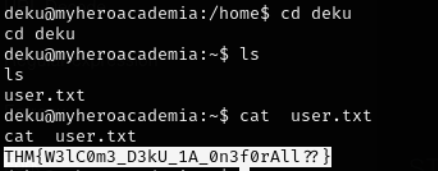 deku@myheroacademia:/home$ cd deku
cd deku
deku@myheroacademia:~$ ls
ls
user.txt
deku@myheroacademia:~$ cat  user.txt
cat  user.txt
THM{W3lC0m3_D3kU_1A_0n3f0rAll??}